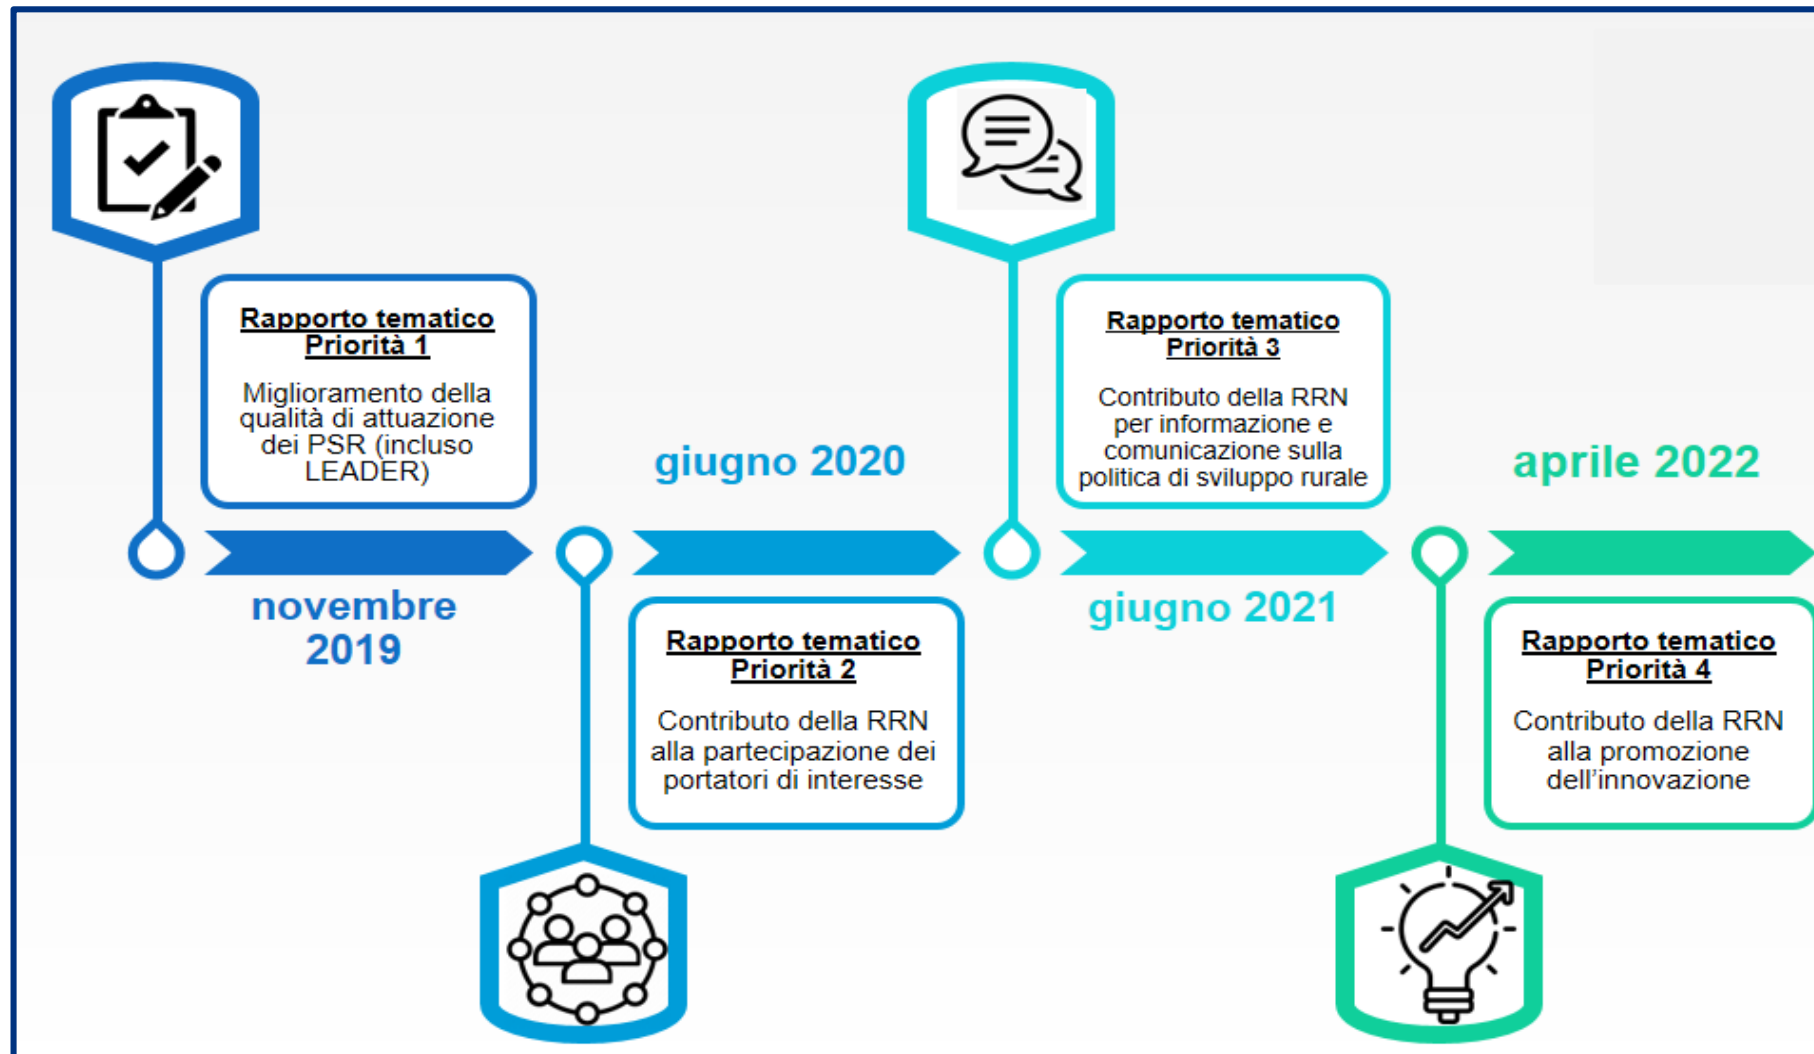 Rapporto tematico
Priorità 1
Miglioramento della
qualità di attuazione
dei PSR (incluso
LEADER)
novembre
2019
giugno 2020
Rapporto tematico
Priorità 2
Contributo della RRN
alla partecipazione dei
portatori di interesse
Rapporto tematico
Priorità 3
Contributo della RRN
per informazione e
comunicazione sulla
politica di sviluppo rurale
giugno 2021
aprile 2022
Rapporto tematico
Priorità 4
Contributo della RRN
alla promozione
dell'innovazione